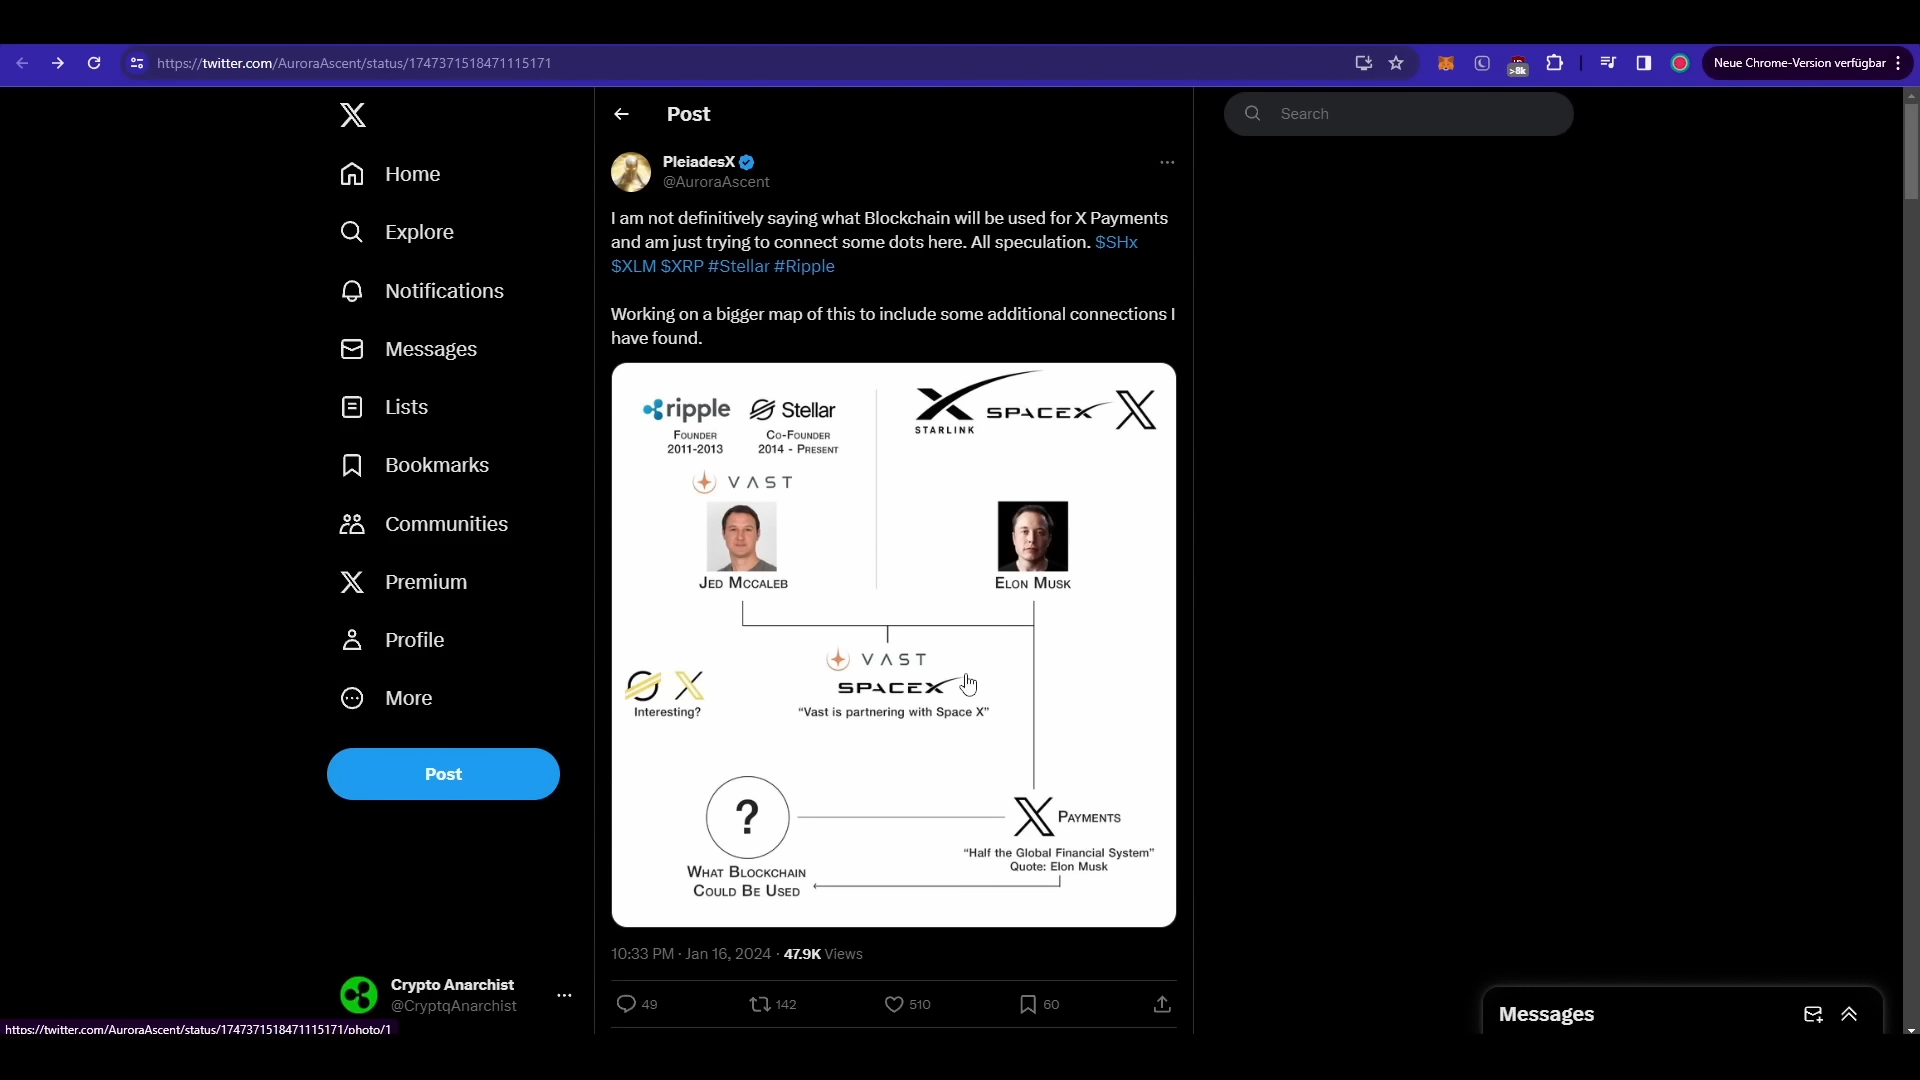 https://twitter.com/AuroraAscent/status/1747371518471115171
>8k
Neue Chrome-Version verfügbar
Home
Explore
Notifications
Messages
Lists
Bookmarks
Communities
Premium
Profile
More
Post
Crypto Anarchist
@CryptqAnarchist
https://twitter.com/AuroraAscent/status/1747371518471115171/photo/1
Post
PleiadesX
@AuroraAscent
I am not definitively saying what Blockchain will be used for X Payments
and am just trying to connect some dots here. All speculation. $SHx
$XLM $XRP #Stellar #Ripple
Working on a bigger map of this to include some additional connections I
have found.
ripple
Stellar
Founder
2011-2013
Co-Founder
2014 - Present
VAST
Jed Mccaleb
STARLINK
SPACEX
X
Elon Musk
VAST
SPACEX
“Vast is partnering with Space X”
Interesting?
?
What Blockchain
Could Be Used
X Payments
“Half the Global Financial System”
Quote: Elon Musk
10:33 PM · Jan 16, 2024 · 47.9K Views
49
142
510
60
Search
Messages